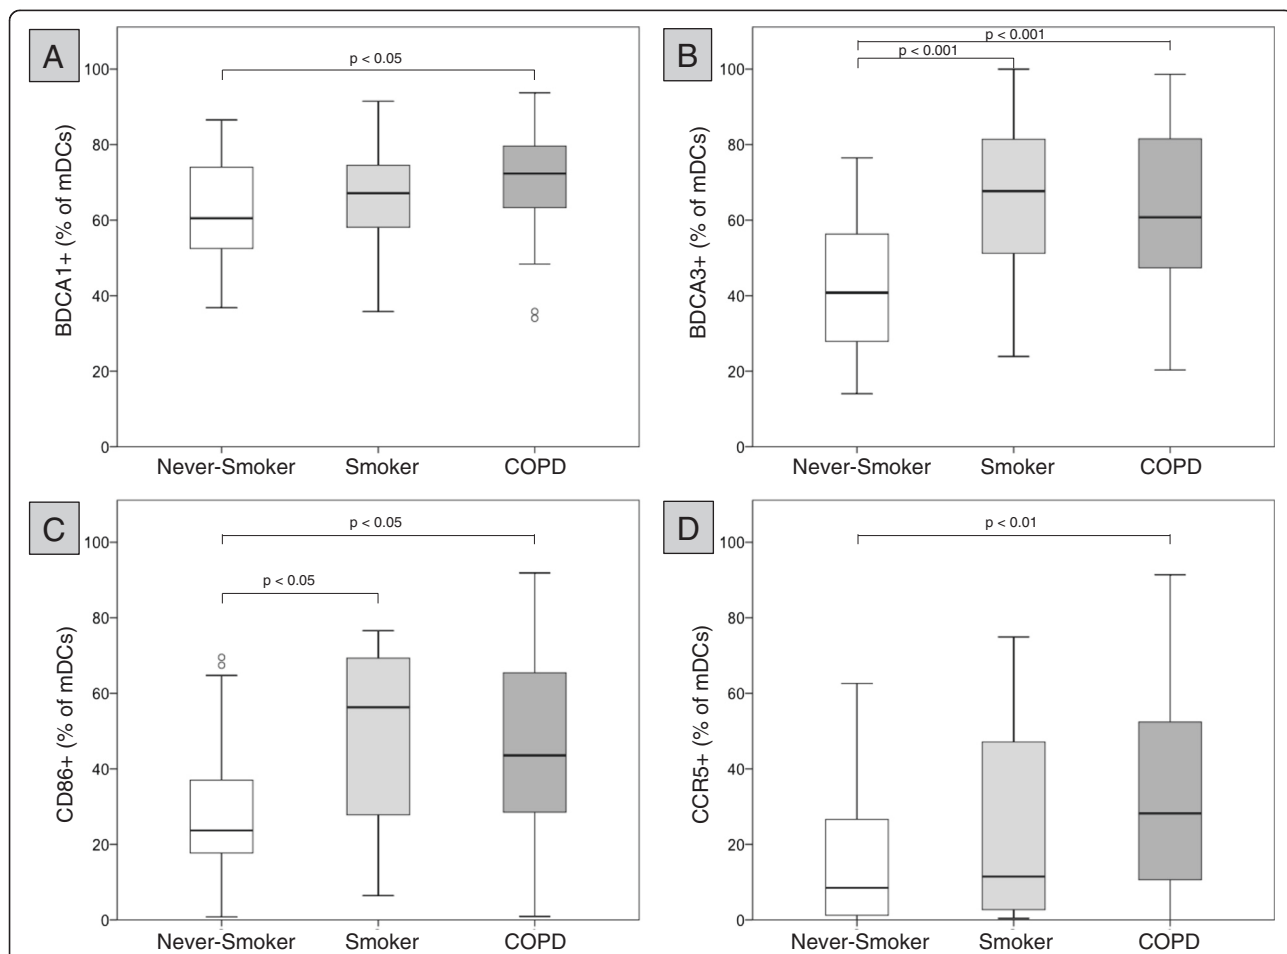 A
BDCA1+ (% of mDCs)
100
80
60
40
20
0
p < 0.05
Never-Smoker Smoker COPD
B
BDCA3+ (% of mDCs)
100
80
60
40
20
0
p < 0.001
p < 0.001
Never-Smoker Smoker COPD
C
CD86+ (% of mDCs)
100
80
60
40
20
0
p < 0.05
p < 0.05
Never-Smoker Smoker COPD
D
CCR5+ (% of mDCs)
100
80
60
40
20
0
p < 0.01
Never-Smoker Smoker COPD